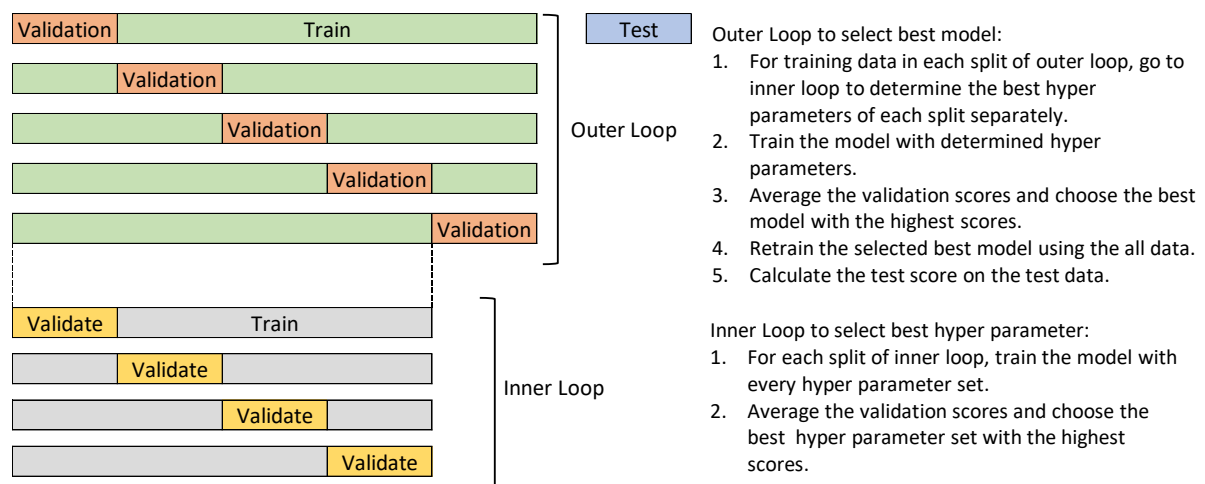 Validation Train
Validation
Validation
Validation
Validation
Outer Loop
Test
Validate Train
Validate
Validate
Validate
Inner Loop
Outer Loop to select best model:
1. For training data in each split of outer loop, go to
inner loop to determine the best hyper
parameters of each split separately.
2. Train the model with determined hyper
parameters.
3. Average the validation scores and choose the best
model with the highest scores.
4. Retrain the selected best model using the all data.
5. Calculate the test score on the test data.
Inner Loop to select best hyper parameter:
1. For each split of inner loop, train the model with
every hyper parameter set.
2. Average the validation scores and choose the
best hyper parameter set with the highest
scores.